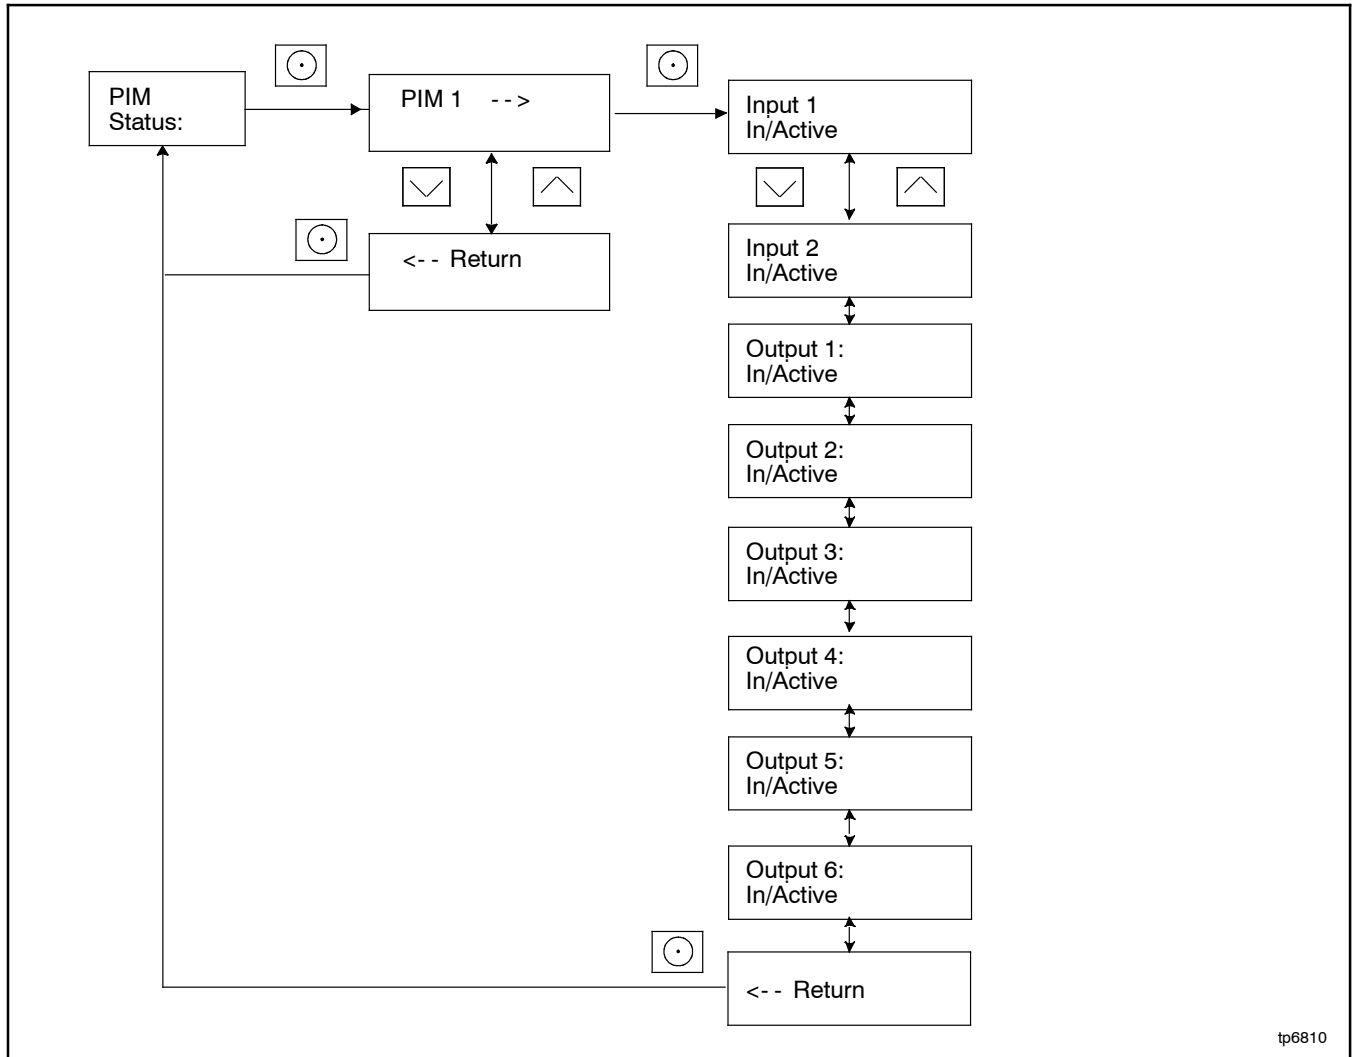 PIM
Status:
PIM 1 -->
<-- Return
Input 1
In/Active
Input 2
In/Active
Output 1:
In/Active
Output 2:
In/Active
Output 3:
In/Active
Output 4:
In/Active
Output 5:
In/Active
Output 6:
In/Active
<-- Return
tp6810